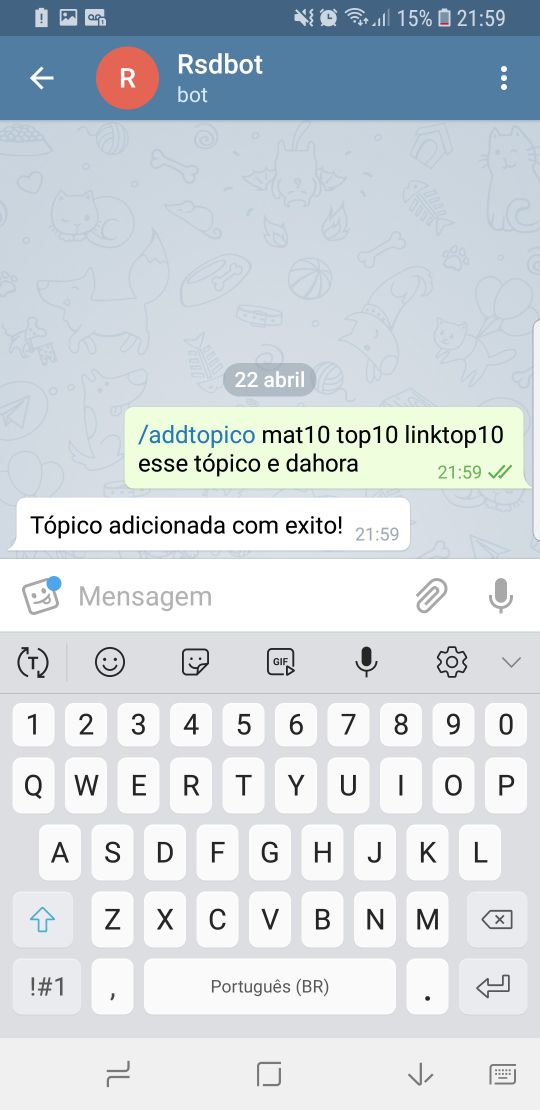 15% 21:59
R
Rsdbot
bot
22 abril
/addtopico mat10 top10 linktop10
esse tópico e dahora
21:59
Tópico adicionada com exito! 21:59
Mensagem
T
GIF
1 2 3 4 5 6 7 8 9 0
Q W E R T Y U I O P
A S D F G H J K L
Z X C V B N M
!#1 , Português (BR) .